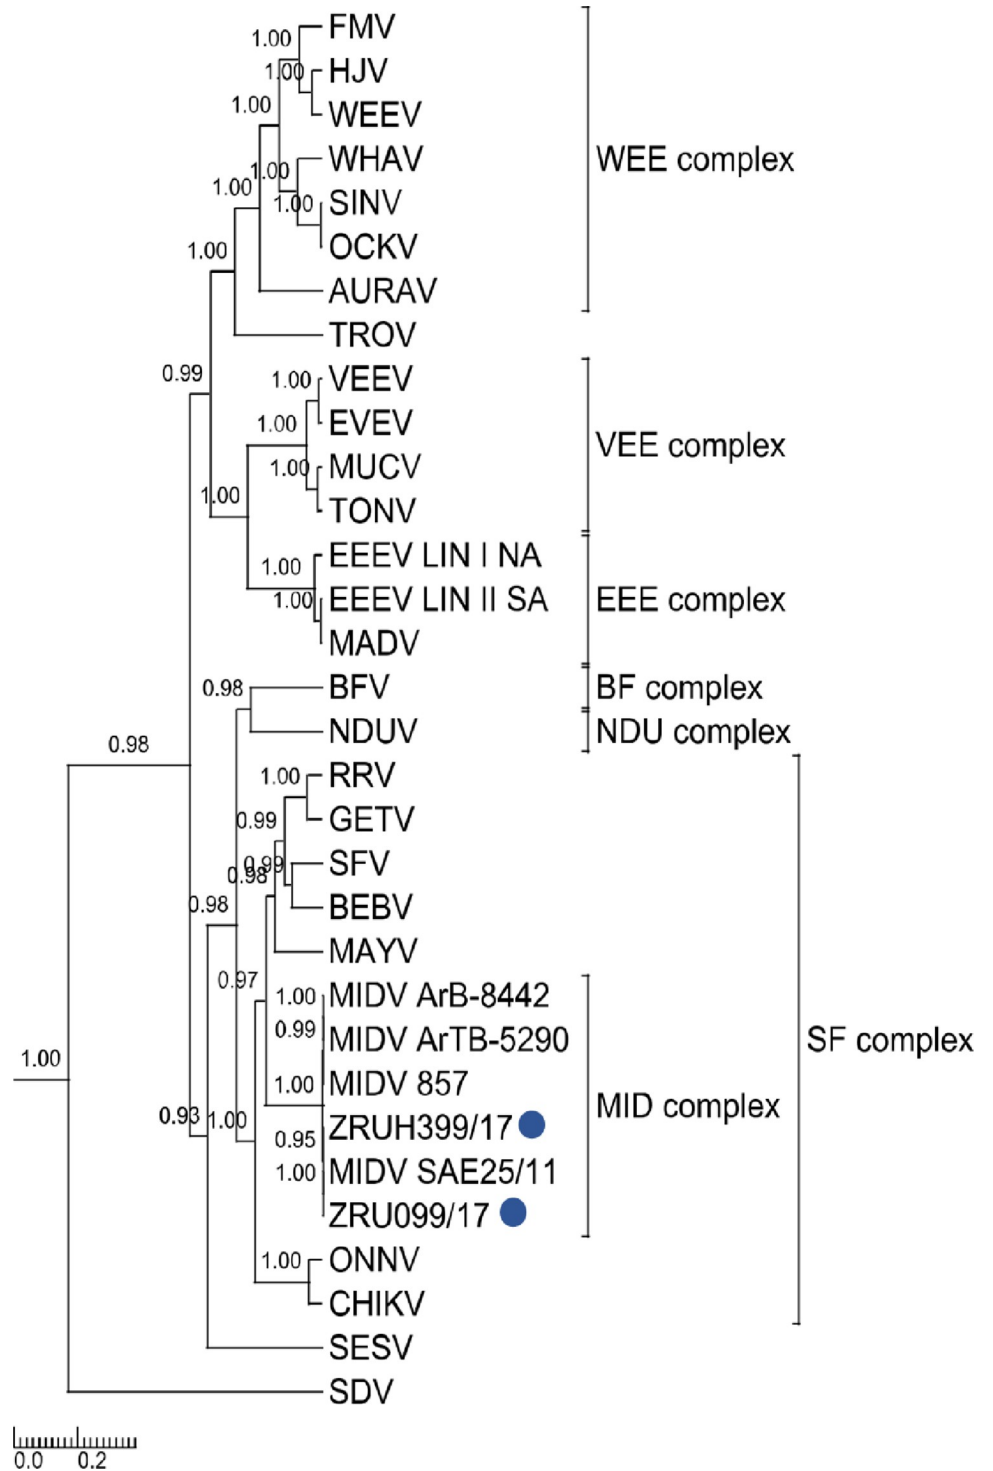 1.00
FMV
1.00
HJV
1.00
WEEV
WHAV
WEE complex
1.00
1.00
SINV
1.00
OCKV
1.00
AURAV
TROV
0.99
1.00
VEEV
1.00
EVEV
VEE complex
1.00
MUCV
1.00
TONV
1.00
EEEV LIN I NA
1.00
EEEV LIN II SA
EEE complex
MADV
0.98
BFV
BF complex
0.98
NDUV
NDU complex
1.00
RRV
0.99
GETV
0.99
SFV
0.98
0.98
BEBV
MAYV
0.97
1.00
MIDV ArB-8442
0.99
MIDV ArTB-5290
SF complex
1.00
1.00
MIDV 857
MID complex
0.93
1.00
ZRUH399/17
0.95
1.00
MIDV SAE25/11
ZRU099/17
1.00
ONNV
CHIKV
SESV
SDV
0.0
0.2